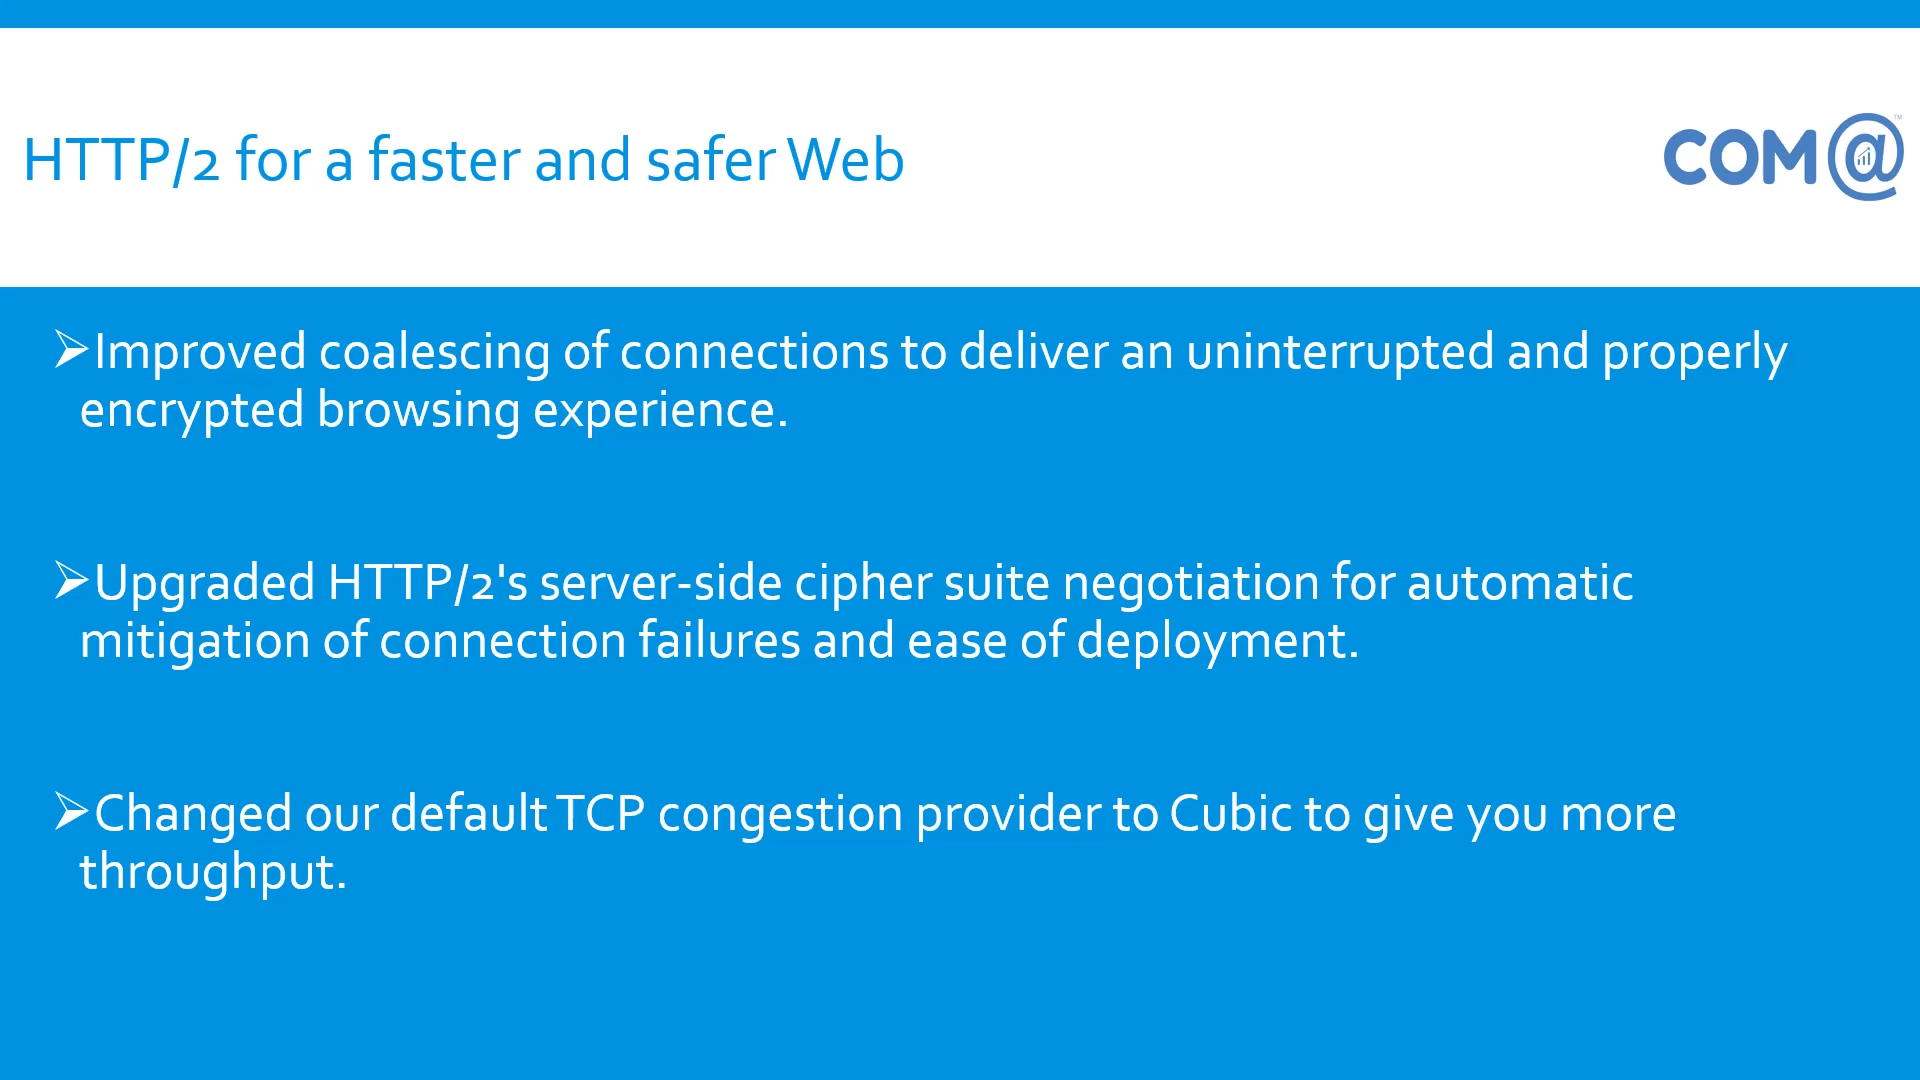 HTTP/2 for a faster and safer Web
COM@™
➢Improved coalescing of connections to deliver an uninterrupted and properly
encrypted browsing experience.
➢Upgraded HTTP/2's server-side cipher suite negotiation for automatic
mitigation of connection failures and ease of deployment.
➢Changed our default TCP congestion provider to Cubic to give you more
throughput.